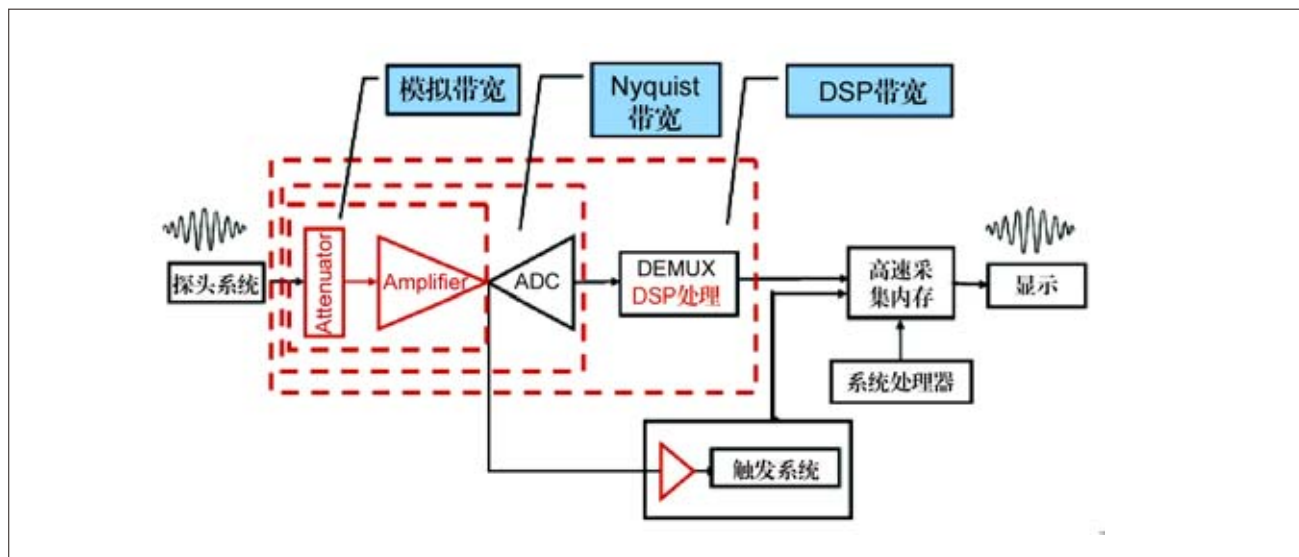 模拟带宽
Nyquist
带宽
DSP带宽
探头系统
Attenuator
Amplifier
ADC
DEMUX
DSP处理
高速采
集内存
显示
系统处理器
触发系统